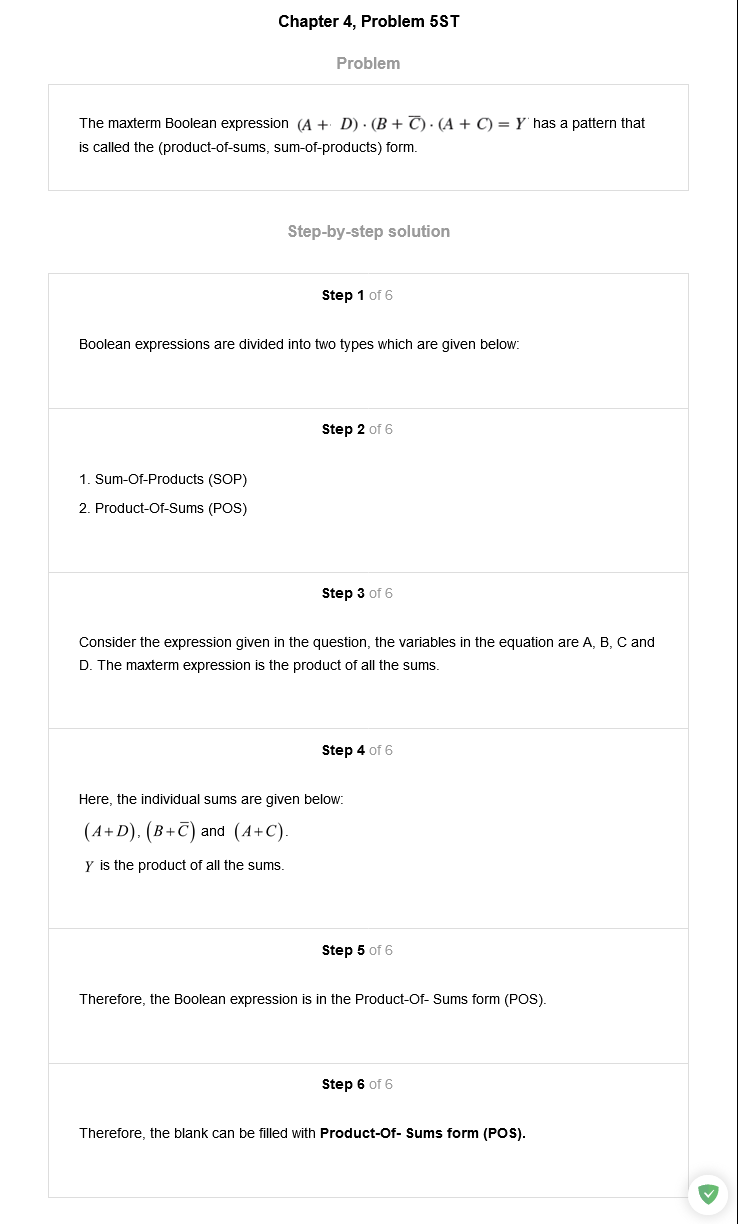 Chapter 4, Problem 5ST
Problem
The maxterm Boolean expression (A + D) · (B + C̅) · (A + C) = Y has a pattern that
is called the (product-of-sums, sum-of-products) form.
Step-by-step solution
Step 1 of 6
Boolean expressions are divided into two types which are given below:
Step 2 of 6
1. Sum-Of-Products (SOP)
2. Product-Of-Sums (POS)
Step 3 of 6
Consider the expression given in the question, the variables in the equation are A, B, C and
D. The maxterm expression is the product of all the sums.
Step 4 of 6
Here, the individual sums are given below:
(A+D), (B+C̅) and (A+C).
Y is the product of all the sums.
Step 5 of 6
Therefore, the Boolean expression is in the Product-Of- Sums form (POS).
Step 6 of 6
Therefore, the blank can be filled with Product-Of- Sums form (POS).